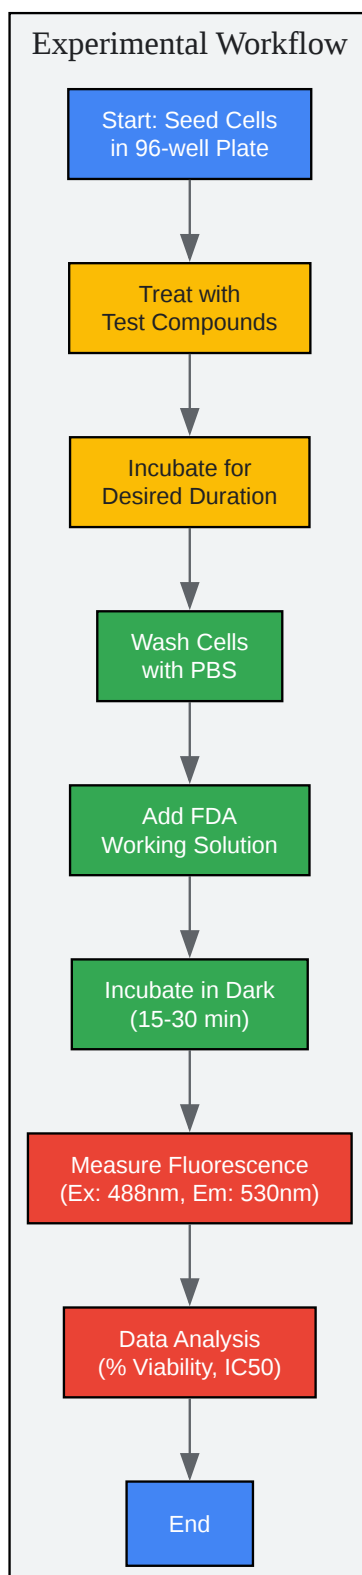 Experimental Workflow
Start: Seed Cells
in 96-well Plate
Treat with
Test Compounds
Incubate for
Desired Duration
Wash Cells
with PBS
Add FDA
Working Solution
Incubate in Dark
(15-30 min)
Measure Fluorescence
(Ex: 488nm, Em: 530nm)
Data Analysis
(% Viability, IC50)
End